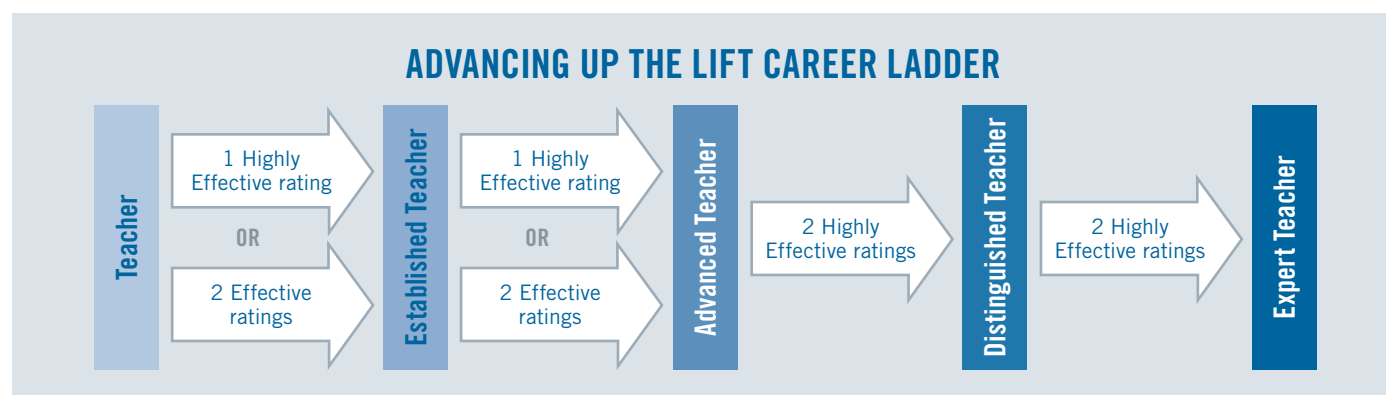 ADVANCING UP THE LIFT CAREER LADDER
Teacher
1 Highly
Effective rating
OR
2 Effective
ratings
Established Teacher
1 Highly
Effective rating
OR
2 Effective
ratings
Advanced Teacher
2 Highly
Effective ratings
Distinguished Teacher
2 Highly
Effective ratings
Expert Teacher